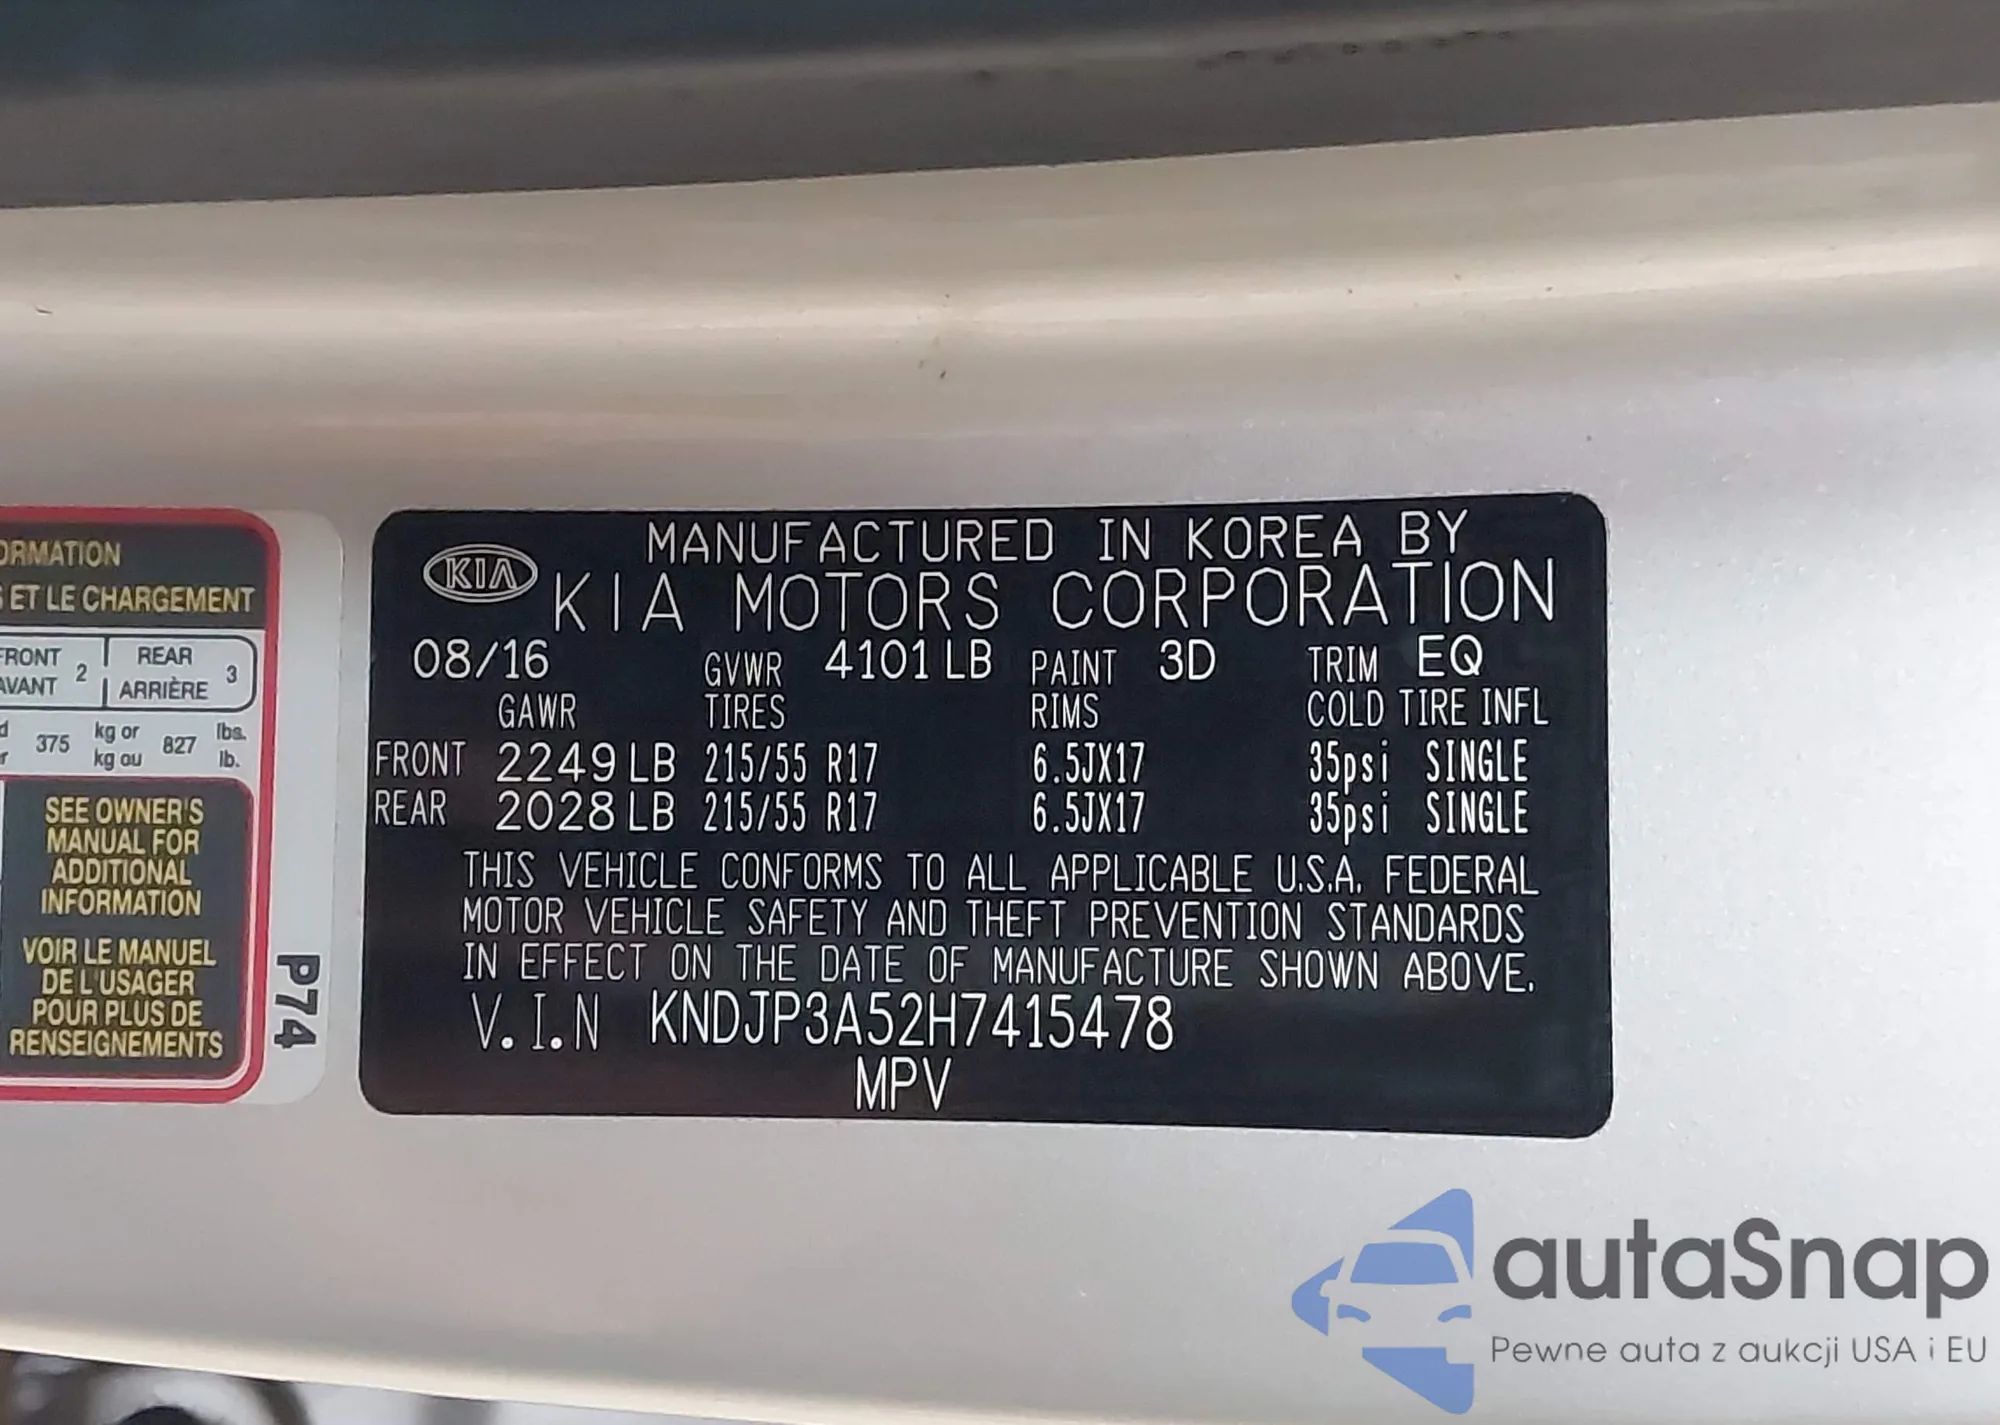 MANUFACTURED IN KOREA BY
KIA KIA MOTORS CORPORATION
08/16 GVWR 4101 LB PAINT 3D TRIM EQ
GAWR TIRES RIMS COLD TIRE INFL
FRONT 2249 LB 215/55 R17 6.5JX17 35psi SINGLE
REAR 2028 LB 215/55 R17 6.5JX17 35psi SINGLE
THIS VEHICLE CONFORMS TO ALL APPLICABLE U.S.A. FEDERAL
MOTOR VEHICLE SAFETY AND THEFT PREVENTION STANDARDS
IN EFFECT ON THE DATE OF MANUFACTURE SHOWN ABOVE.
V.I.N KNDJP3A52H7415478
MPV
ORMATION
ET LE CHARGEMENT
FRONT 2 REAR 3
AVANT ARRIÈRE
375 kg or 827 lbs.
kg ou lb.
SEE OWNER'S
MANUAL FOR
ADDITIONAL
INFORMATION
VOIR LE MANUEL
DE L'USAGER
POUR PLUS DE
RENSEIGNEMENTS
P74
autaSnap
Pewne auta z aukcji USA i EU